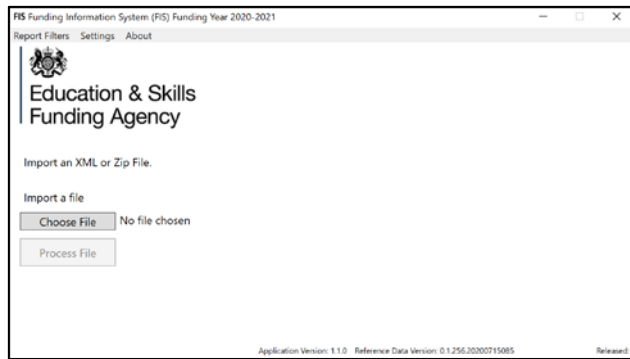 FIS Funding Information System (FIS) Funding Year 2020-2021
Report Filters Settings About
Education & Skills
Funding Agency
Import an XML or Zip File.
Import a file
Choose File No file chosen
Process File
Application Version: 1.1.0 Reference Data Version: 0.1.256.20200715085 Released: